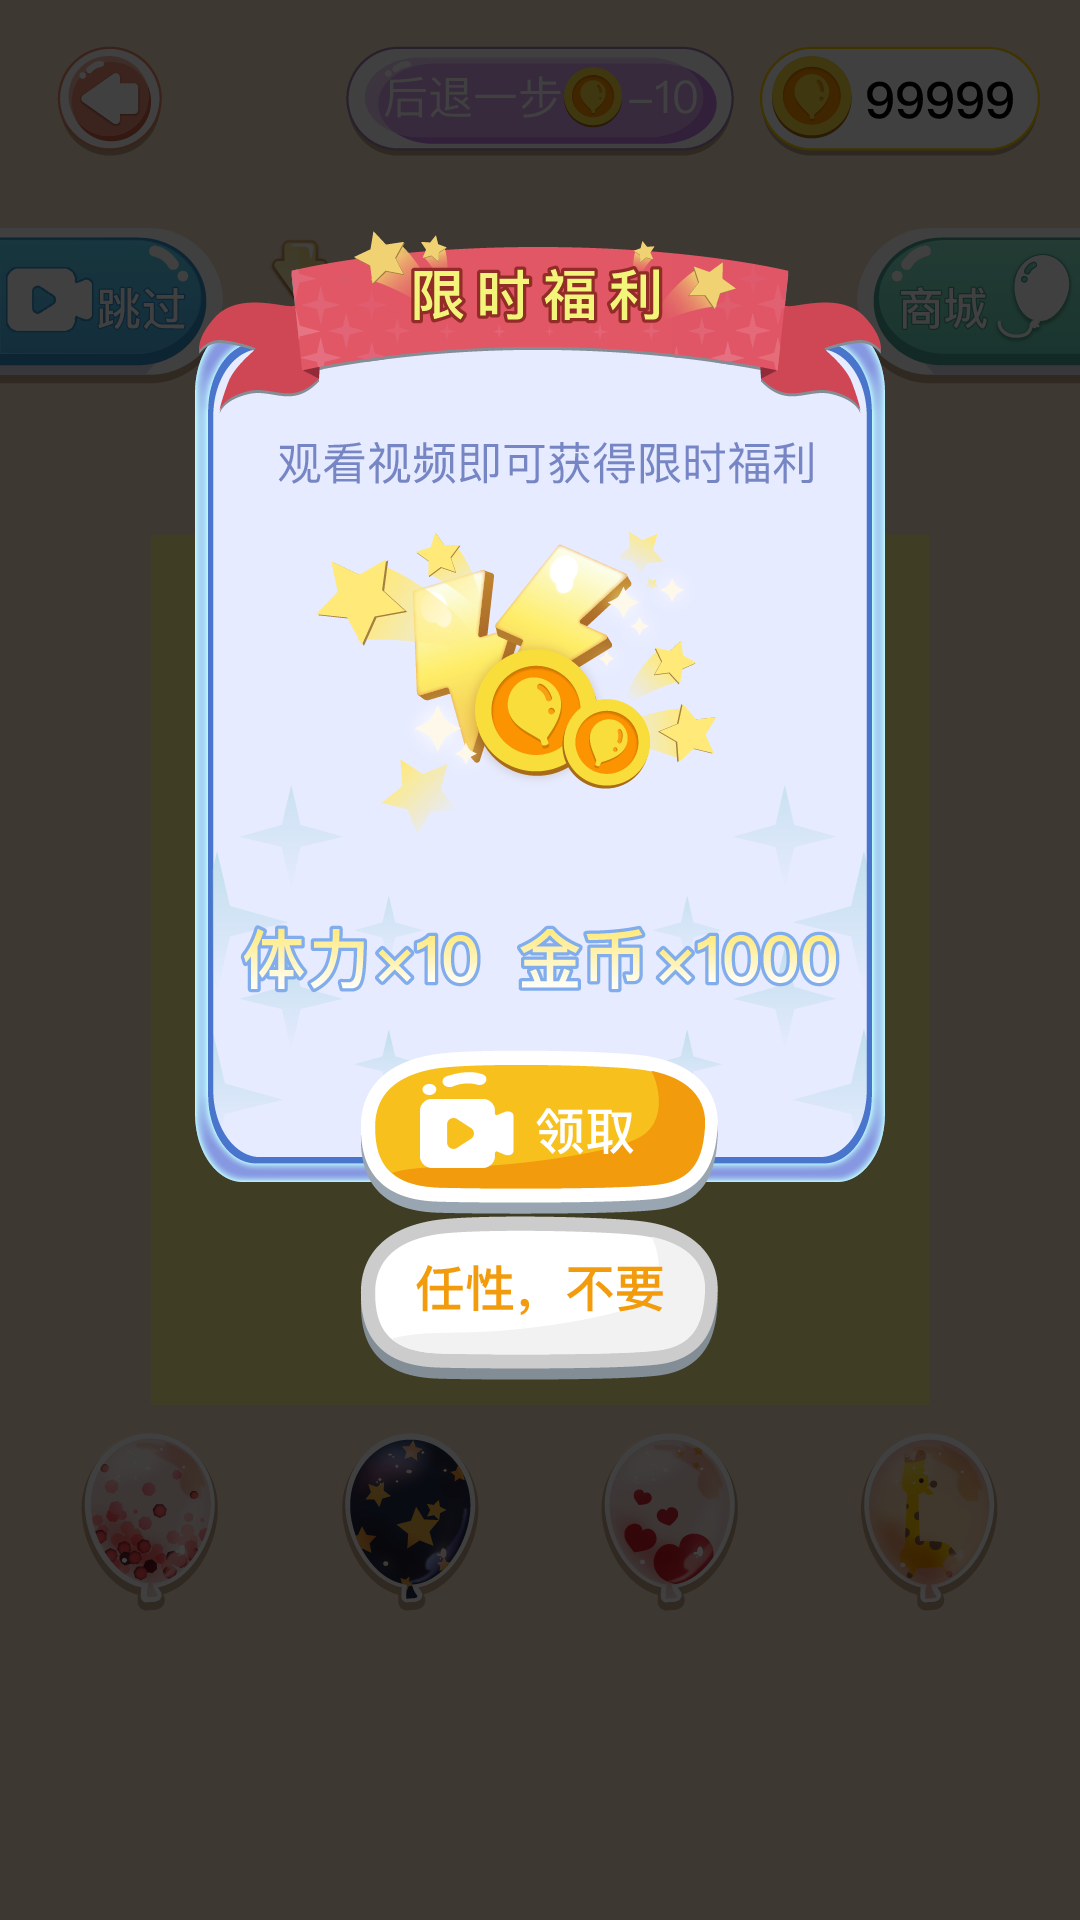 后退一步 -10
99999
跳过
商城
限时福利
观看视频即可获得限时福利
体力×10 金币×1000
领取
任性，不要